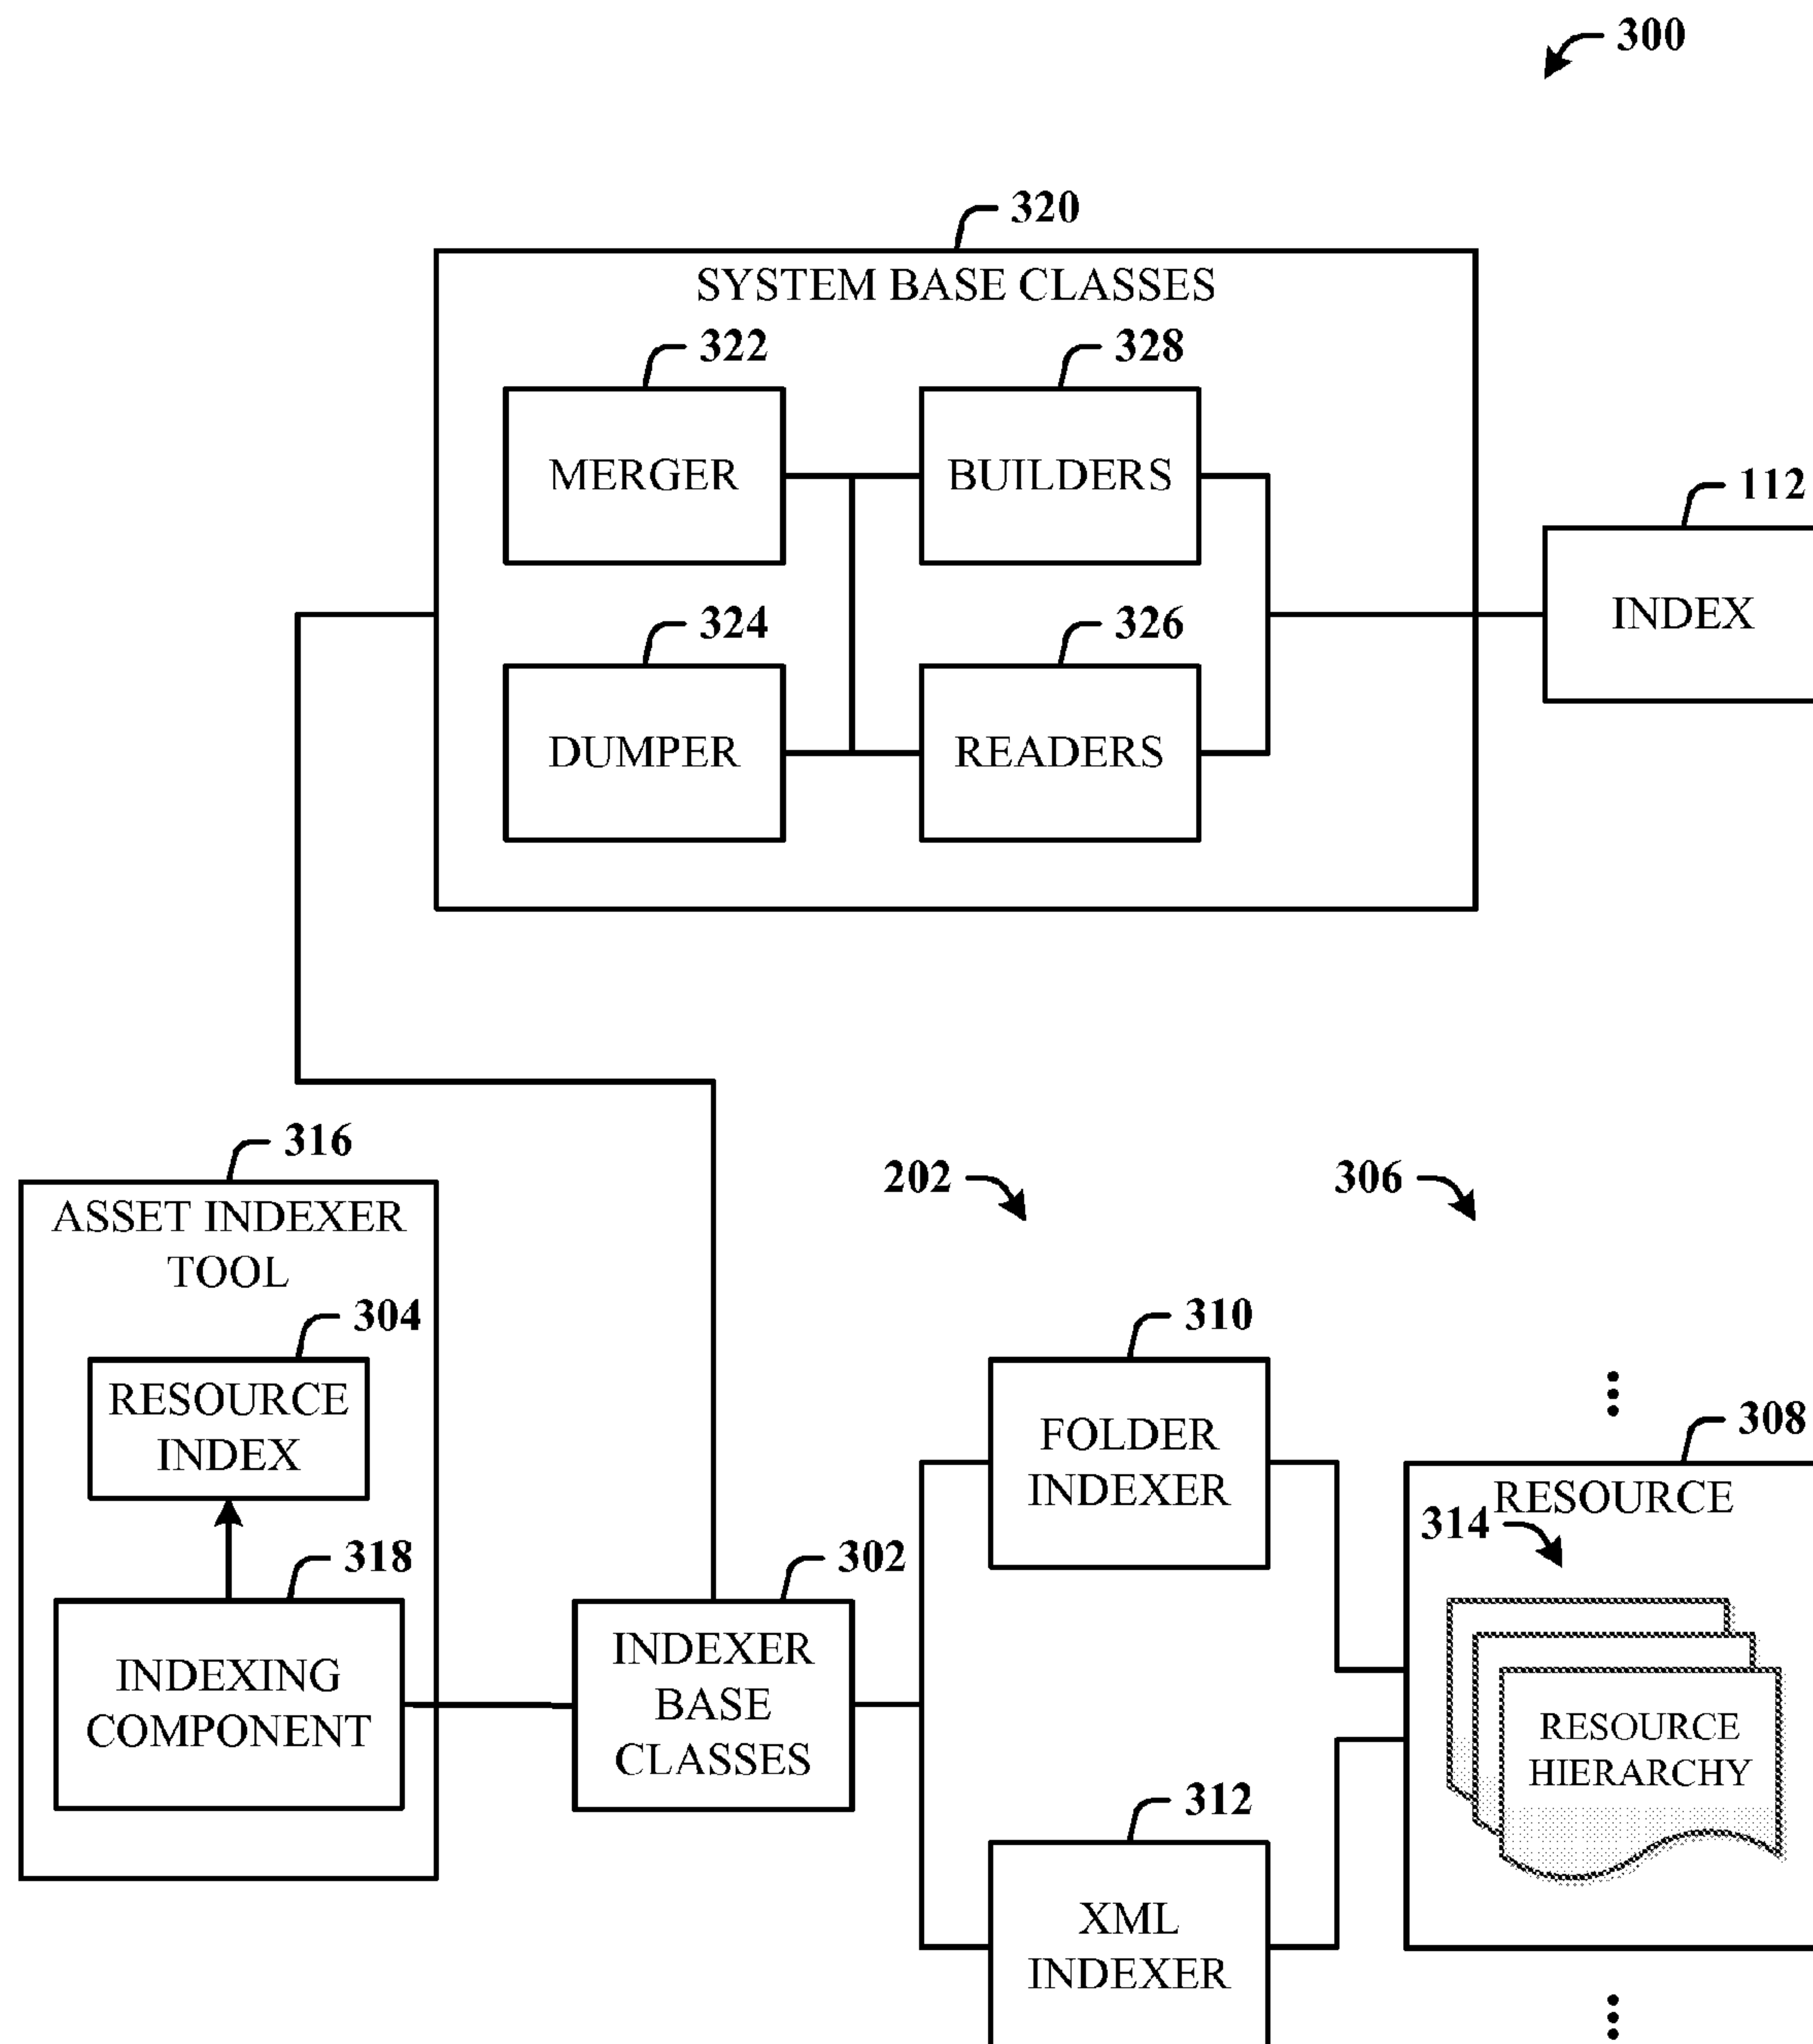 300
320
SYSTEM BASE CLASSES
322
328
MERGER
BUILDERS
112
INDEX
324
326
DUMPER
READERS
316
ASSET INDEXER
TOOL
304
RESOURCE
INDEX
318
INDEXING
COMPONENT
302
INDEXER
BASE
CLASSES
202
306
310
FOLDER
INDEXER
308
RESOURCE
314
RESOURCE
HIERARCHY
312
XML
INDEXER